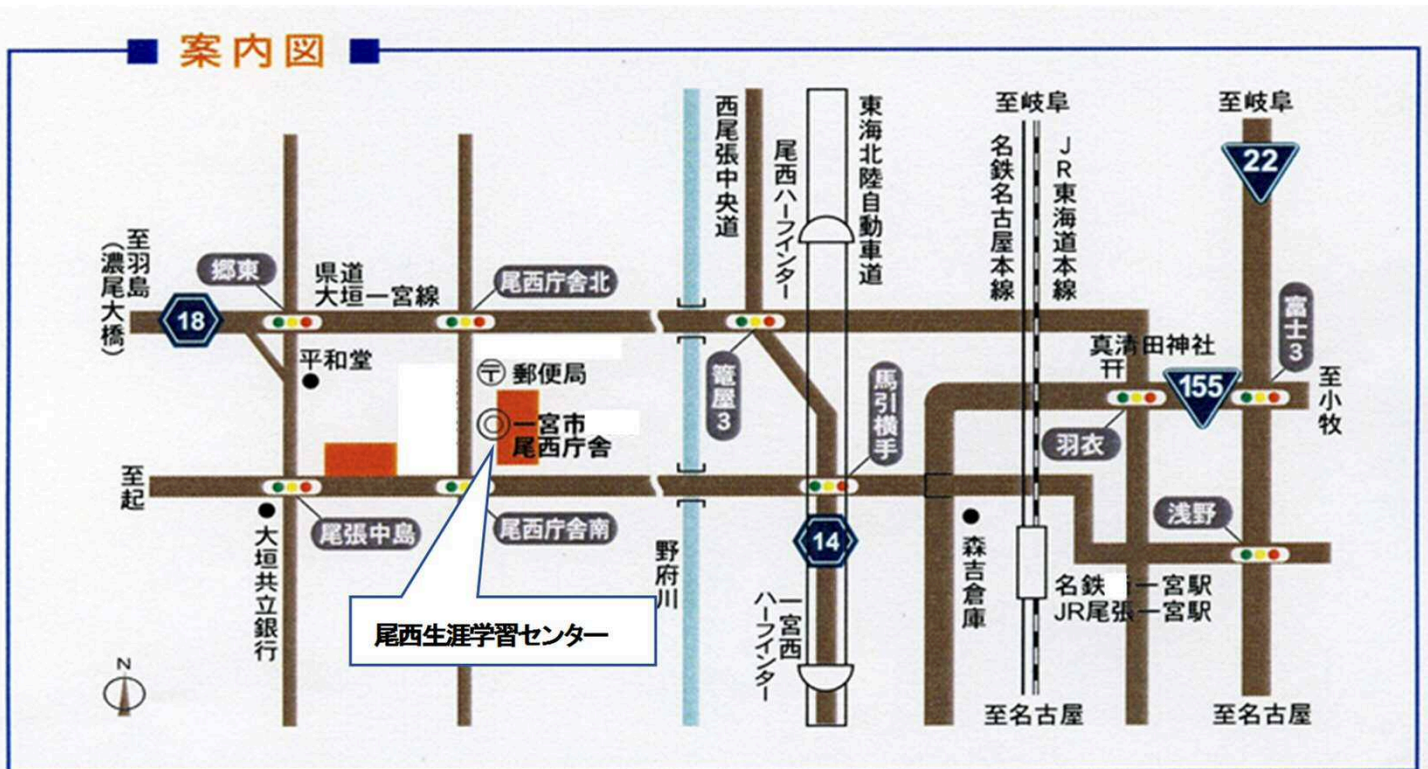 案内図
至岐阜
至岐阜
22
西尾張中央道
東海北陸自動車道
尾西ハーフインター
名鉄名古屋本線
JR東海道本線
至羽島
(濃尾大橋)
18
郷東
県道
大垣一宮線
尾西庁舎北
富士3
平和堂
〒郵便局
籠屋3
馬引横手
真清田神社
155
至小牧
一宮市
尾西庁舎
羽衣
至起
尾張中島
尾西庁舎南
14
浅野
大垣共立銀行
野府川
森吉倉庫
名鉄 一宮駅
JR尾張一宮駅
一宮西
ハーフインター
尾西生涯学習センター
N
至名古屋
至名古屋